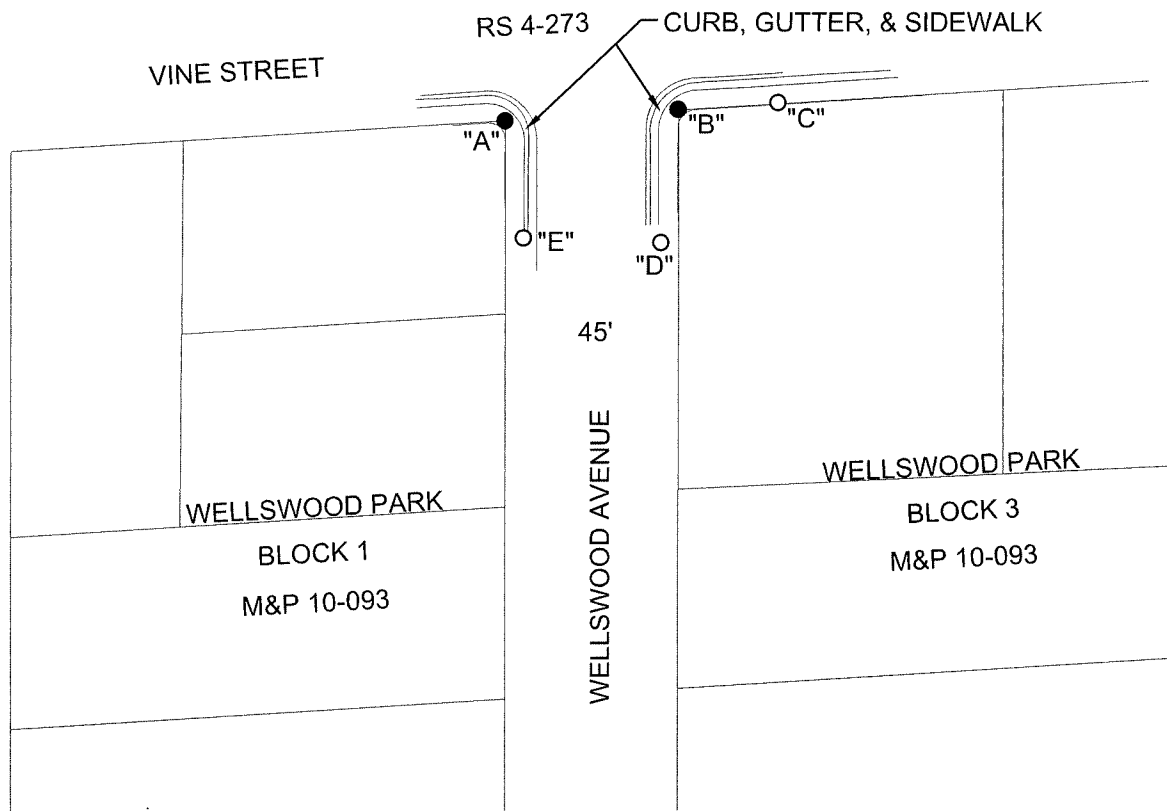 RS 4-273
CURB, GUTTER, & SIDEWALK
VINE STREET
"A"
"B"
"C"
"E"
"D"
45'
WELLSWOOD AVENUE
WELLSWOOD PARK
BLOCK 1
M&P 10-093
WELLSWOOD PARK
BLOCK 3
M&P 10-093